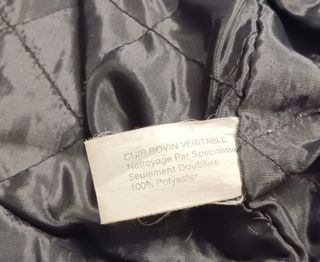 CUIR BOVIN VERITABLE
Nettoyage Par Specialiste
Seulement Doublure
100% Polyester